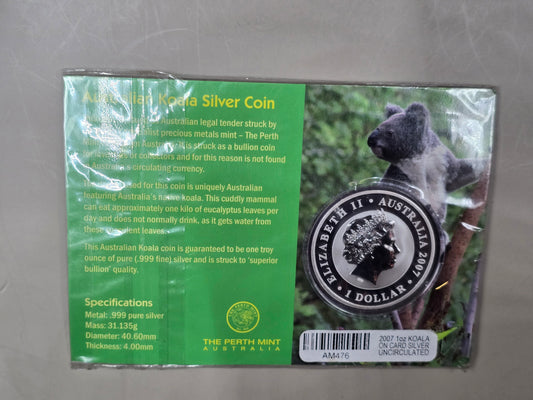 Australian Koala Silver Coin
Australian legal tender struck by
precious metals mint – The Perth
It is struck as a bullion coin
collectors and for this reason is not found
Australia's circulating currency.
for this coin is uniquely Australian
featuring Australia's native koala. This cuddly mammal
can eat approximately one kilo of eucalyptus leaves per
day and does not normally drink, as it gets water from
these succulent leaves.
This Australian Koala coin is guaranteed to be one troy
ounce of pure (.999 fine) silver and is struck to 'superior
bullion' quality.
Specifications
Metal: .999 pure silver
Mass: 31.135g
Diameter: 40.60mm
Thickness: 4.00mm
THE PERTH MINT
AUSTRALIA
ELIZABETH II · AUSTRALIA 2007
· 1 DOLLAR ·
AM476
2007 1oz KOALA
ON CARD SILVER
UNCIRCULATED